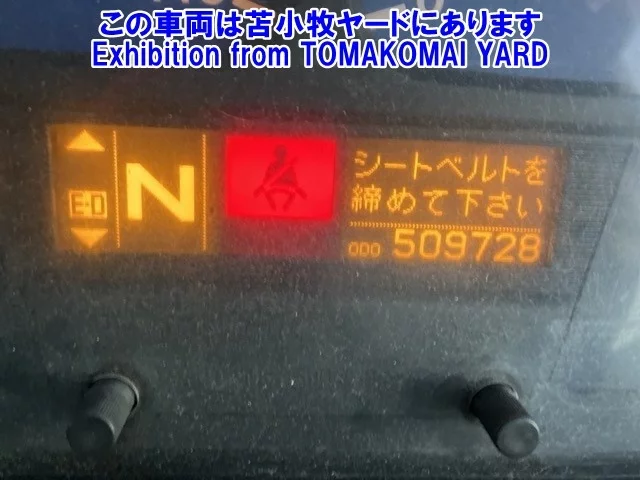 この車両は苫小牧ヤードにあります
Exhibition from TOMAKOMAI YARD
シートベルトを
E-D N
締めて下さい
ODO 509728